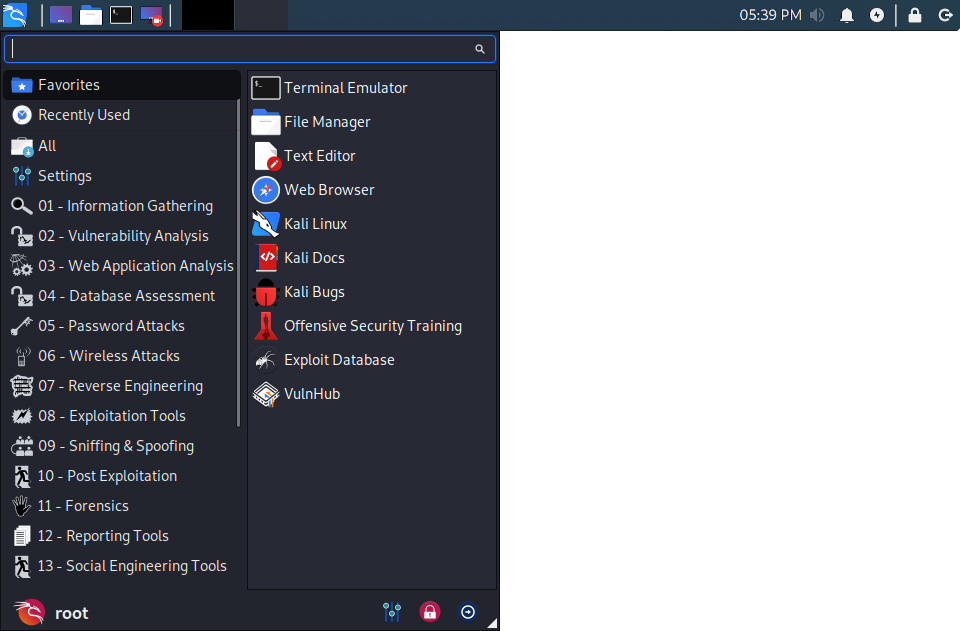 05:39 PM
Favorites
Recently Used
All
Settings
01 - Information Gathering
02 - Vulnerability Analysis
03 - Web Application Analysis
04 - Database Assessment
05 - Password Attacks
06 - Wireless Attacks
07 - Reverse Engineering
08 - Exploitation Tools
09 - Sniffing & Spoofing
10 - Post Exploitation
11 - Forensics
12 - Reporting Tools
13 - Social Engineering Tools
Terminal Emulator
File Manager
Text Editor
Web Browser
Kali Linux
Kali Docs
Kali Bugs
Offensive Security Training
Exploit Database
VulnHub
root